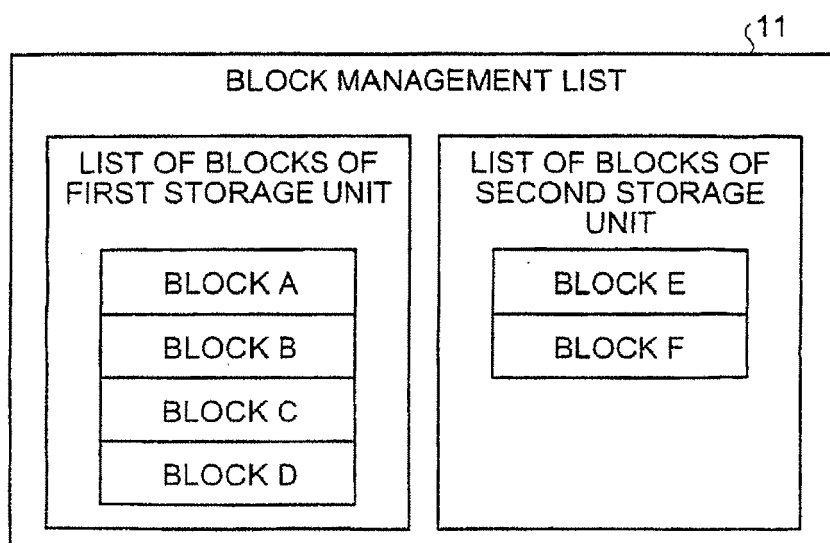 11
BLOCK MANAGEMENT LIST
LIST OF BLOCKS OF
FIRST STORAGE UNIT
BLOCK A
BLOCK B
BLOCK C
BLOCK D
LIST OF BLOCKS OF
SECOND STORAGE
UNIT
BLOCK E
BLOCK F